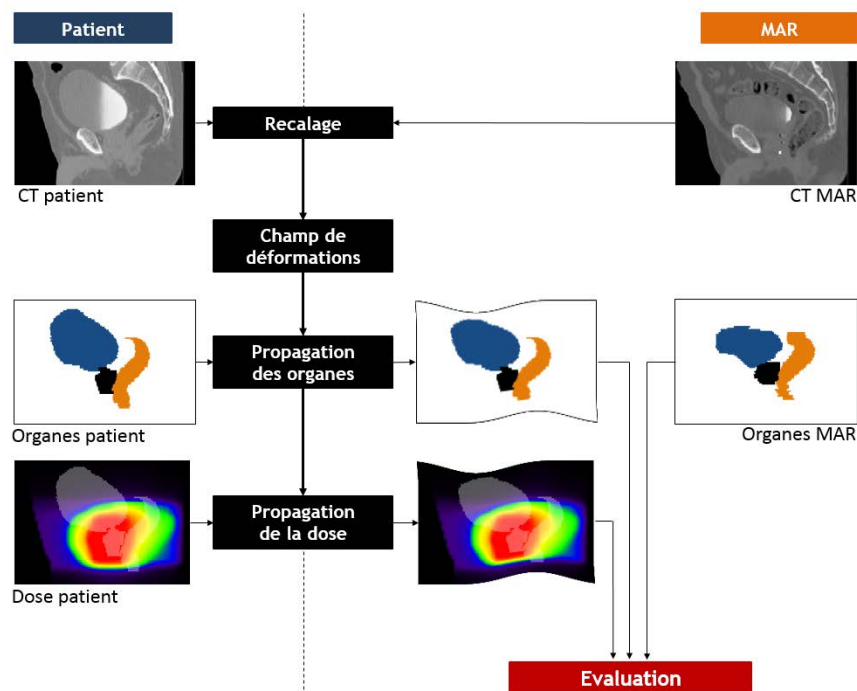 Patient
MAR
Recalage
CT patient
CT MAR
Champ de
déformations
Propagation
des organes
Organes patient
Organes MAR
Propagation
de la dose
Dose patient
Evaluation